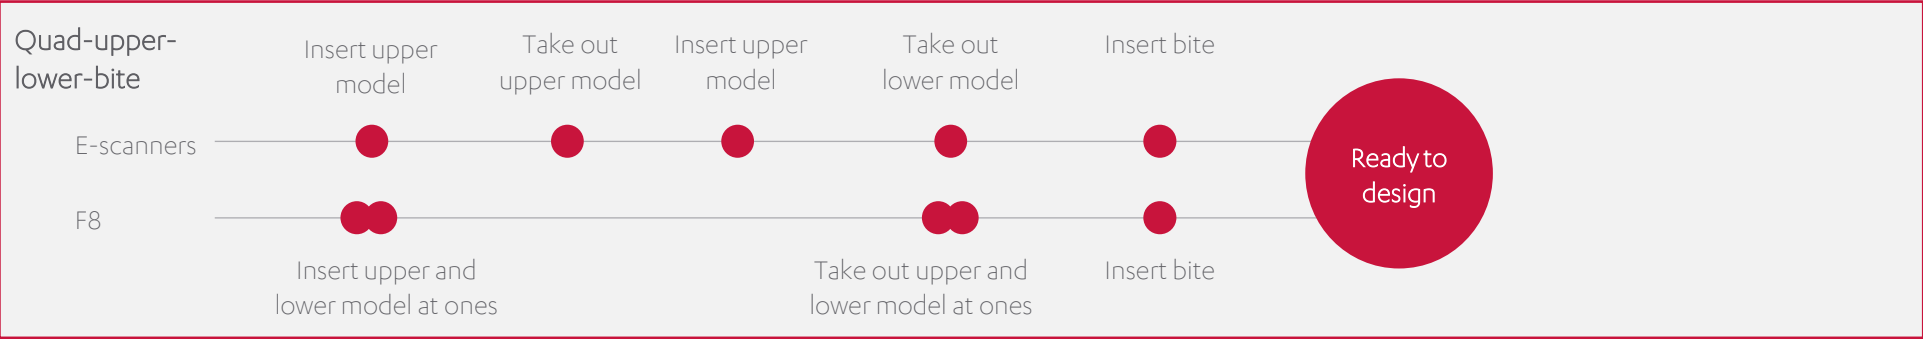 Quad-upper-
lower-bite
Insert upper
model
Take out
upper model
Insert upper
model
Take out
lower model
Insert bite
E-scanners
Ready to
design
F8
Insert upper and
lower model at ones
Take out upper and
lower model at ones
Insert bite